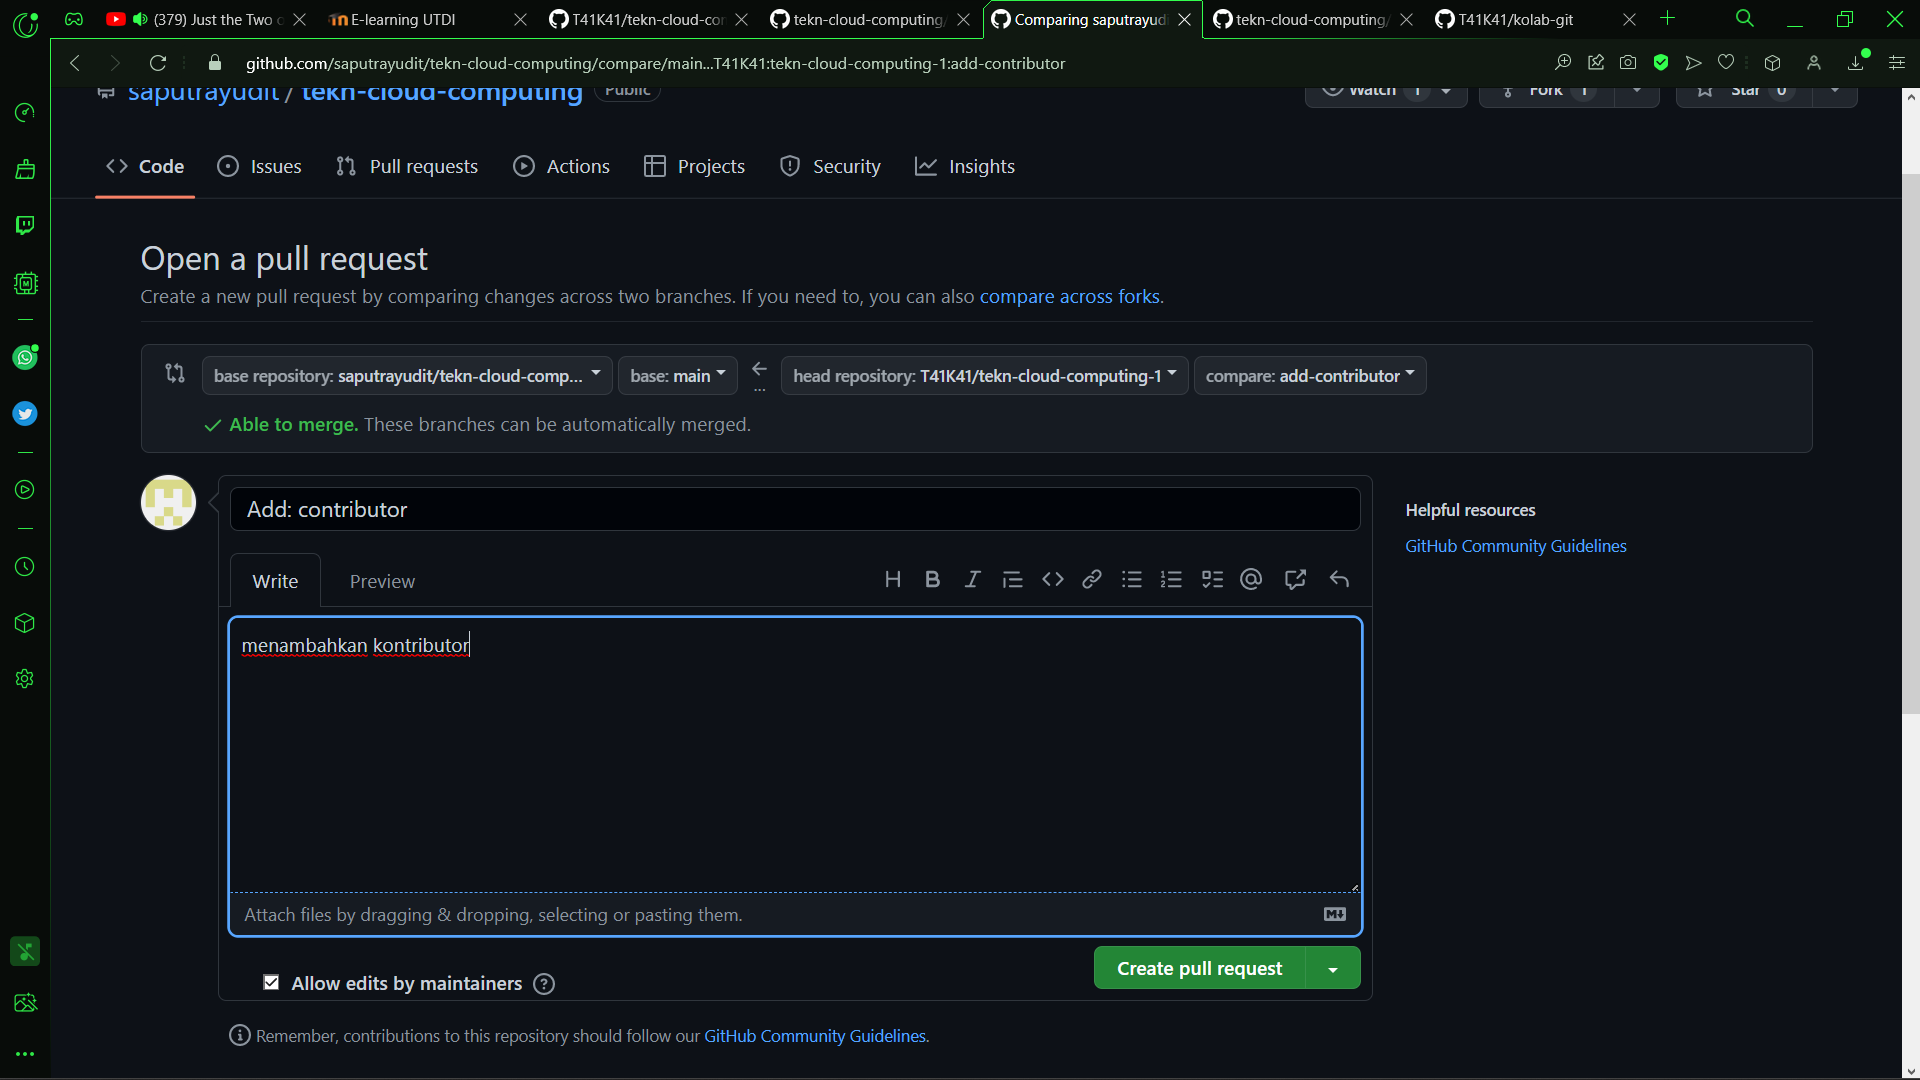 (379) Just the Two o
E-learning UTDI
T41K41/tekn-cloud-cor
tekn-cloud-computing/
Comparing saputrayudi
tekn-cloud-computing/
T41K41/kolab-git
github.com/saputrayudit/tekn-cloud-computing/compare/main...T41K41:tekn-cloud-computing-1:add-contributor
saputrayudit / tekn-cloud-computing Public
Watch 1 Fork 1 Star 0
Code Issues Pull requests Actions Projects Security Insights
Open a pull request
Create a new pull request by comparing changes across two branches. If you need to, you can also compare across forks.
base repository: saputrayudit/tekn-cloud-comp... base: main ... head repository: T41K41/tekn-cloud-computing-1 compare: add-contributor
Able to merge. These branches can be automatically merged.
Add: contributor
Helpful resources
GitHub Community Guidelines
Write Preview
menambahkan kontributor
Attach files by dragging & dropping, selecting or pasting them.
Create pull request
Allow edits by maintainers
Remember, contributions to this repository should follow our GitHub Community Guidelines.